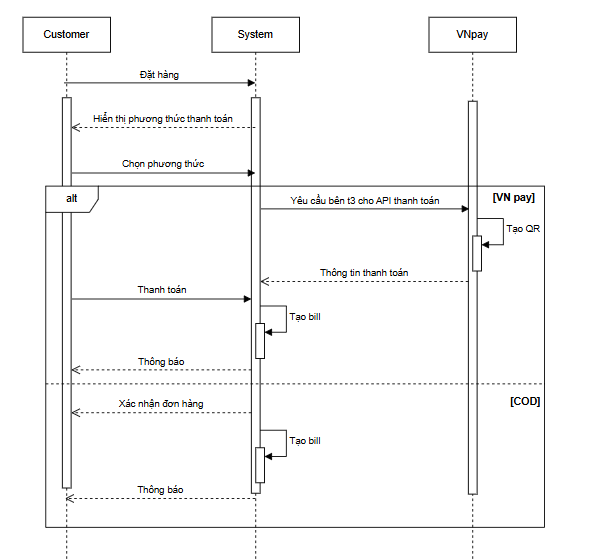 Customer
System
VNpay
Đặt hàng
Hiển thị phương thức thanh toán
Chọn phương thức
alt
[VN pay]
Yêu cầu bên t3 cho API thanh toán
Tạo QR
Thông tin thanh toán
Thanh toán
Tạo bill
Thông báo
[COD]
Xác nhận đơn hàng
Tạo bill
Thông báo